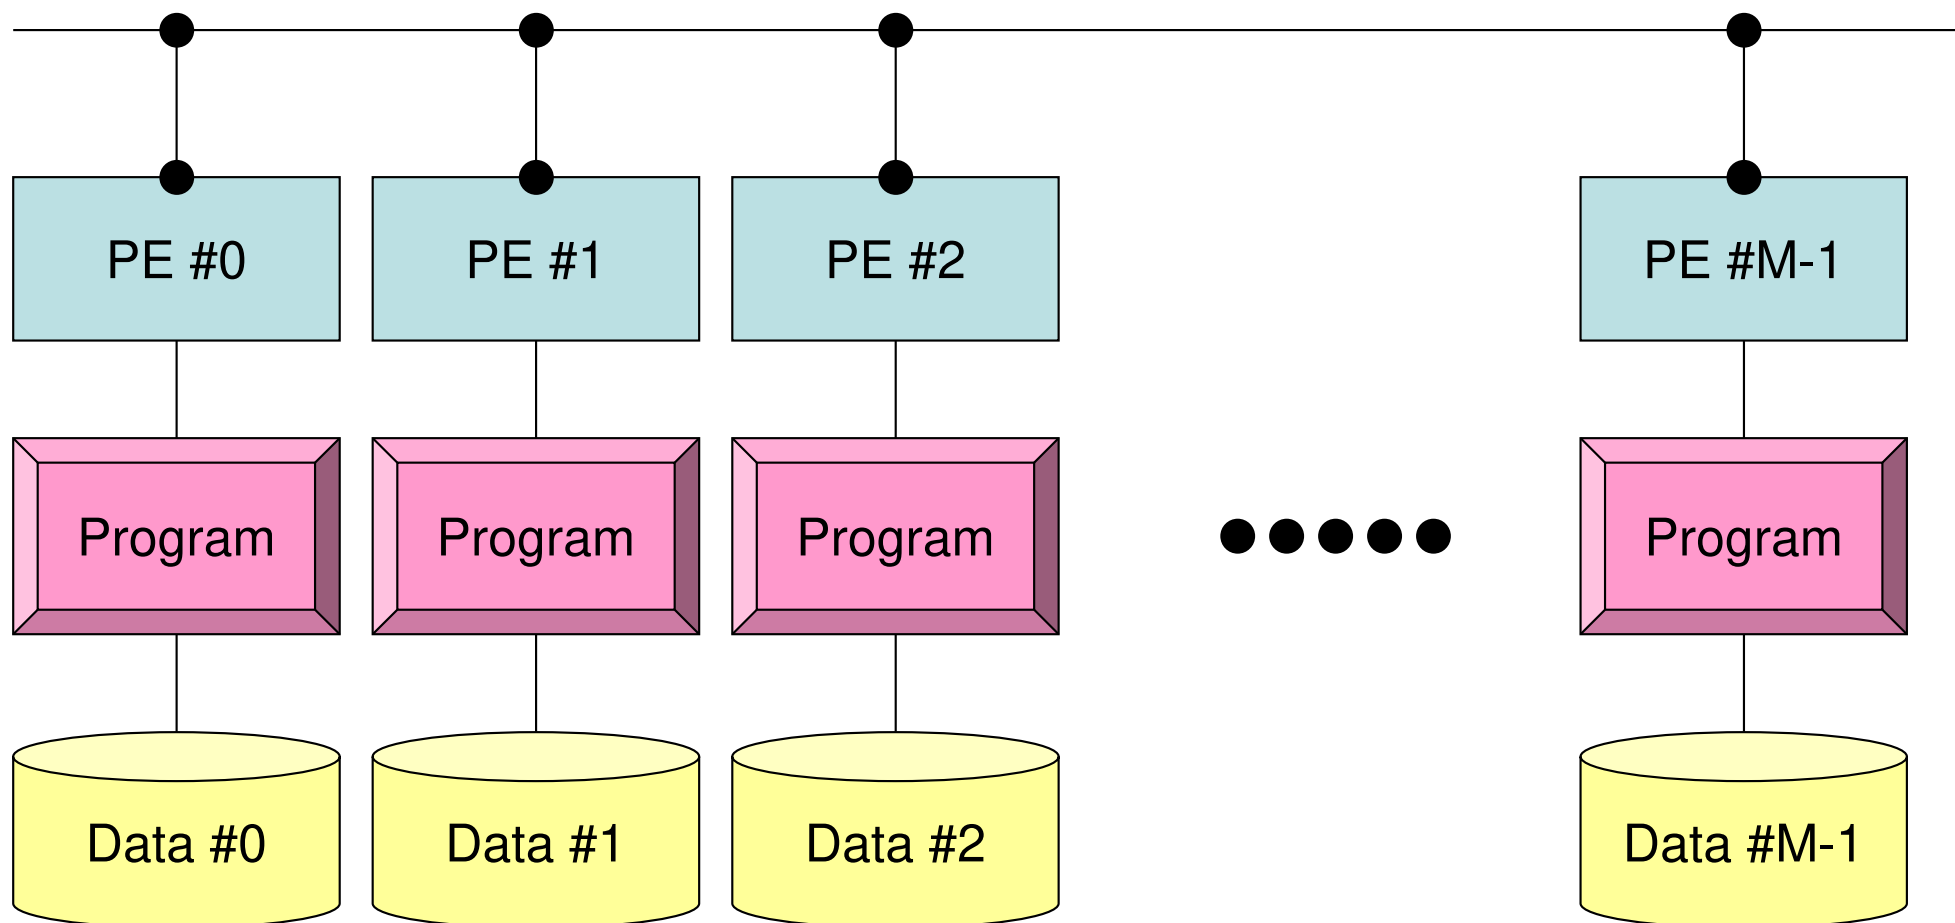 PE #0
PE #1
PE #2
PE #M-1
Program
Program
Program
Program
Data #0
Data #1
Data #2
Data #M-1